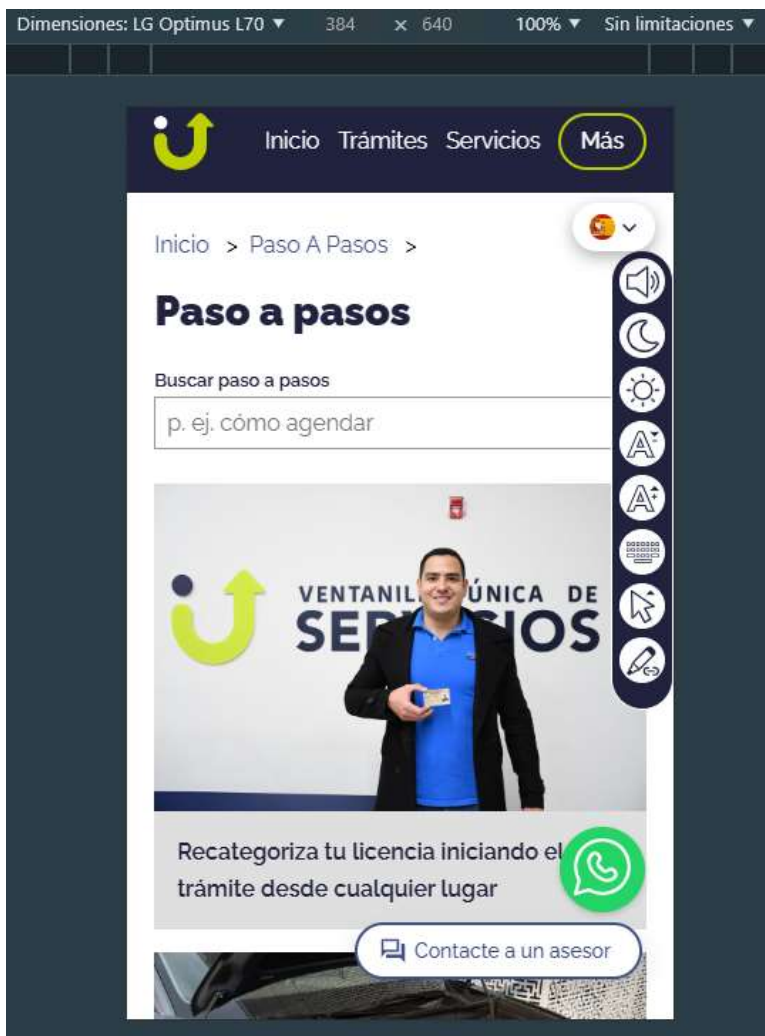 Dimensiones: LG Optimus L70 ▼ 384 × 640 100% ▼ Sin limitaciones ▼
Inicio Trámites Servicios Más
Inicio > Paso A Pasos >
Paso a pasos
Buscar paso a pasos
p. ej. cómo agendar
VENTANIL ÚNICA DE
SER IOS
Recategoriza tu licencia iniciando el
trámite desde cualquier lugar
Contacte a un asesor